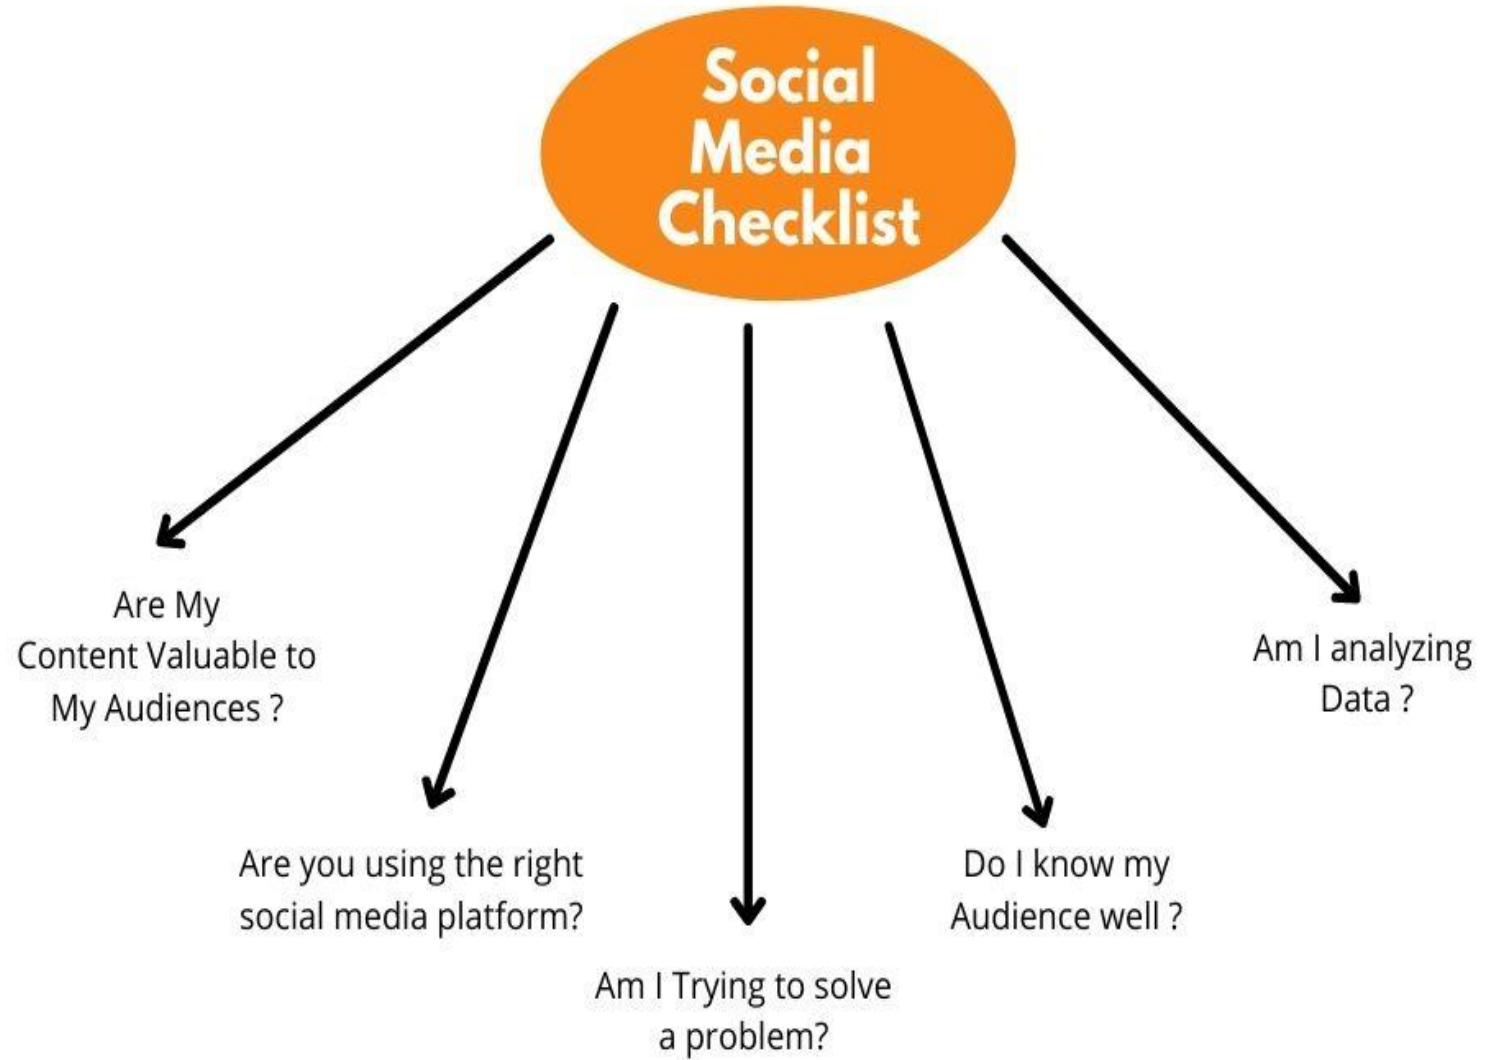 Social
Media
Checklist
Are My
Content Valuable to
My Audiences ?
Are you using the right
social media platform?
Am I Trying to solve
a problem?
Do I know my
Audience well ?
Am I analyzing
Data ?